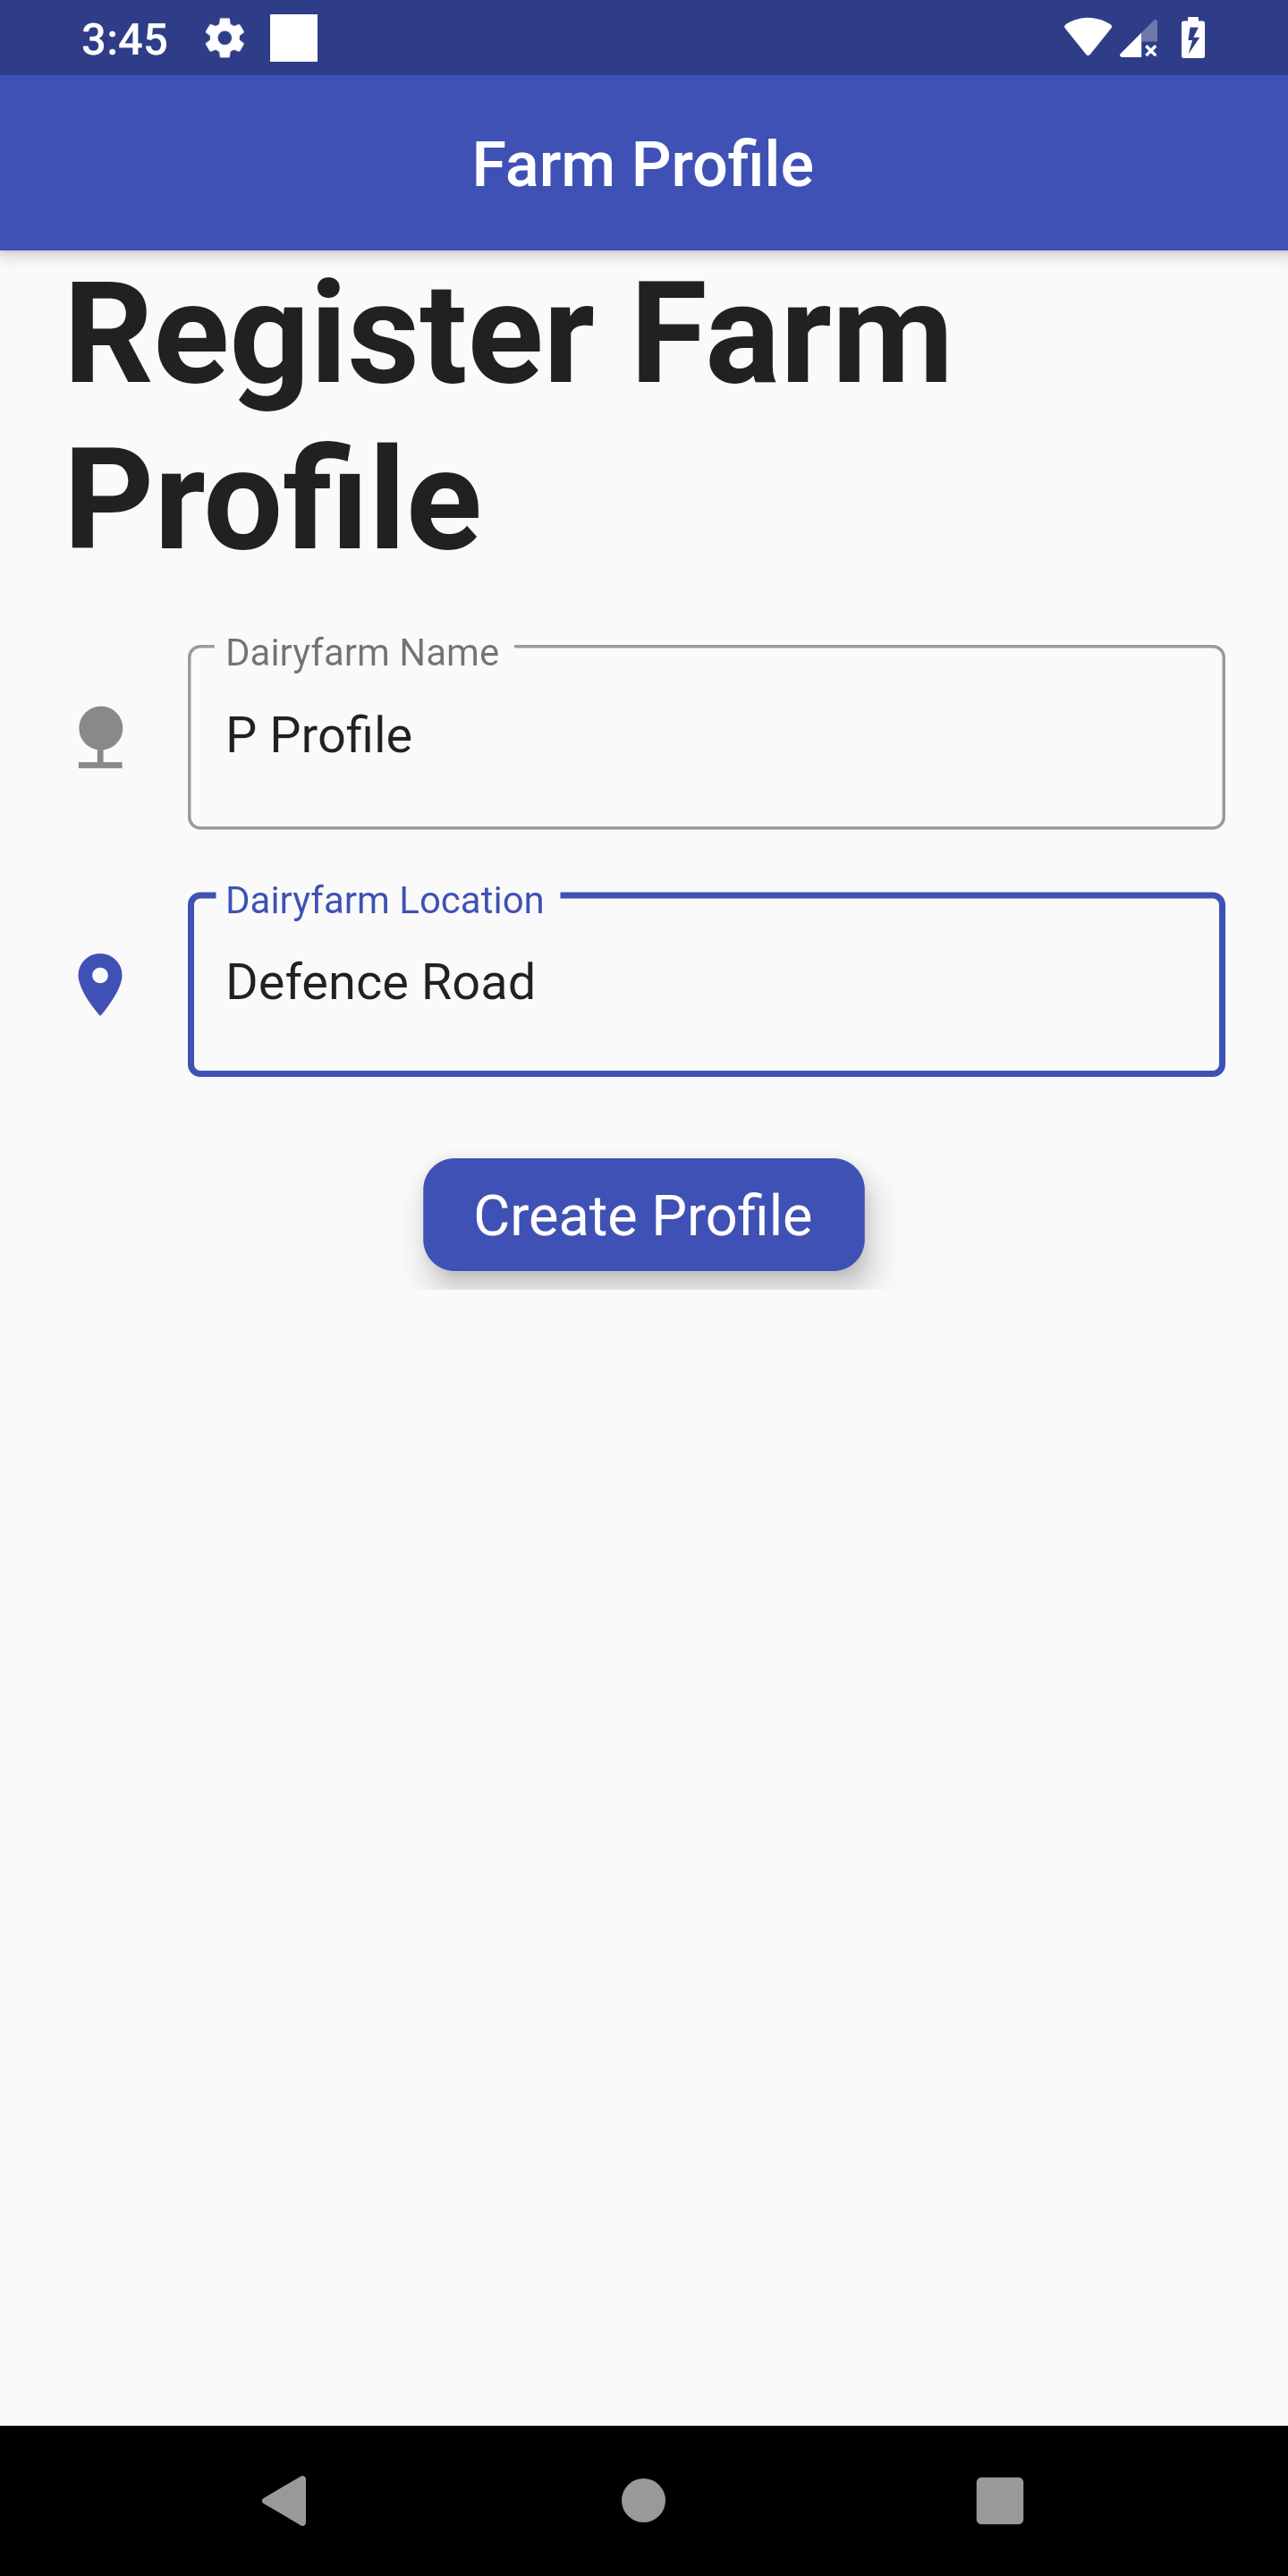 3:45
Farm Profile
Register Farm
Profile
Dairyfarm Name
P Profile
Dairyfarm Location
Defence Road
Create Profile